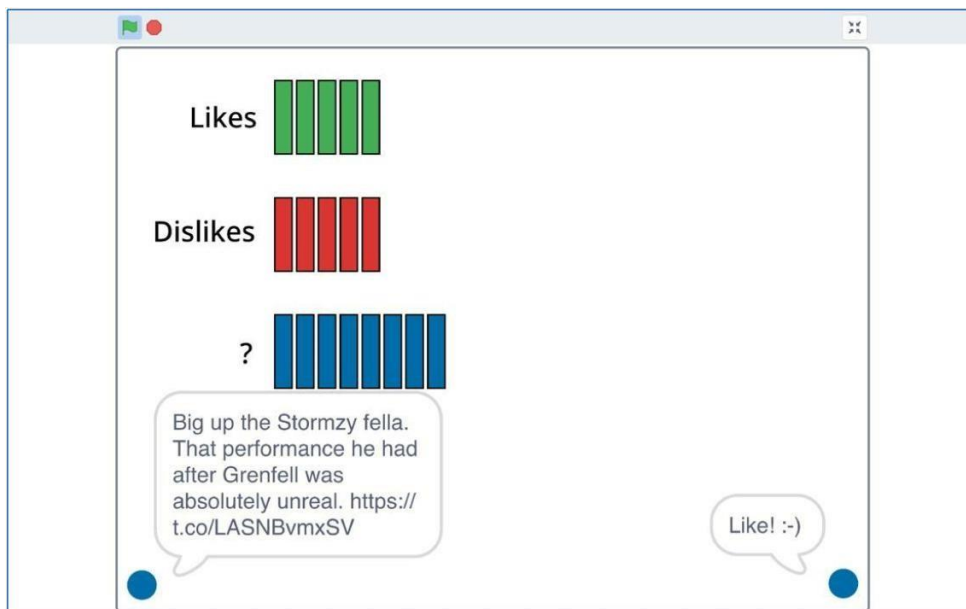 Likes
Dislikes
?
Big up the Stormzy fella.
That performance he had
after Grenfell was
absolutely unreal. https://
t.co/LASNBvmxSV
Like! :-)